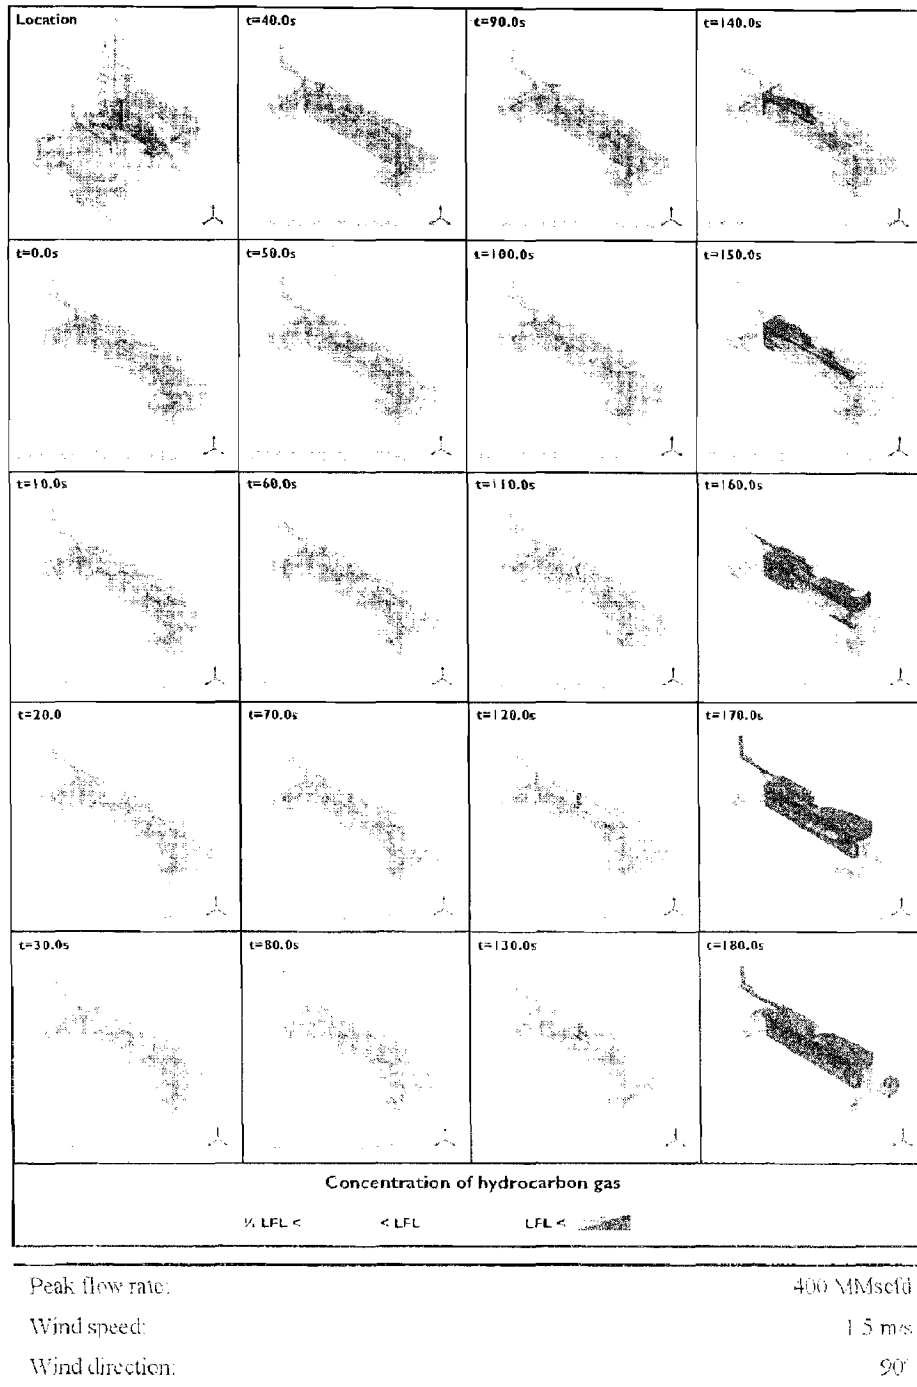 Location
t=40.0s
t=90.0s
t=140.0s
t=0.0s
t=50.0s
t=100.0s
t=150.0s
t=10.0s
t=60.0s
t=110.0s
t=160.0s
t=20.0
t=70.0s
t=120.0s
t=170.0s
t=30.0s
t=80.0s
t=130.0s
t=180.0s
Concentration of hydrocarbon gas
½ LFL < < LFL LFL <
Peak flow rate: 400 MMscfd
Wind speed: 1.5 m/s
Wind direction: 90°